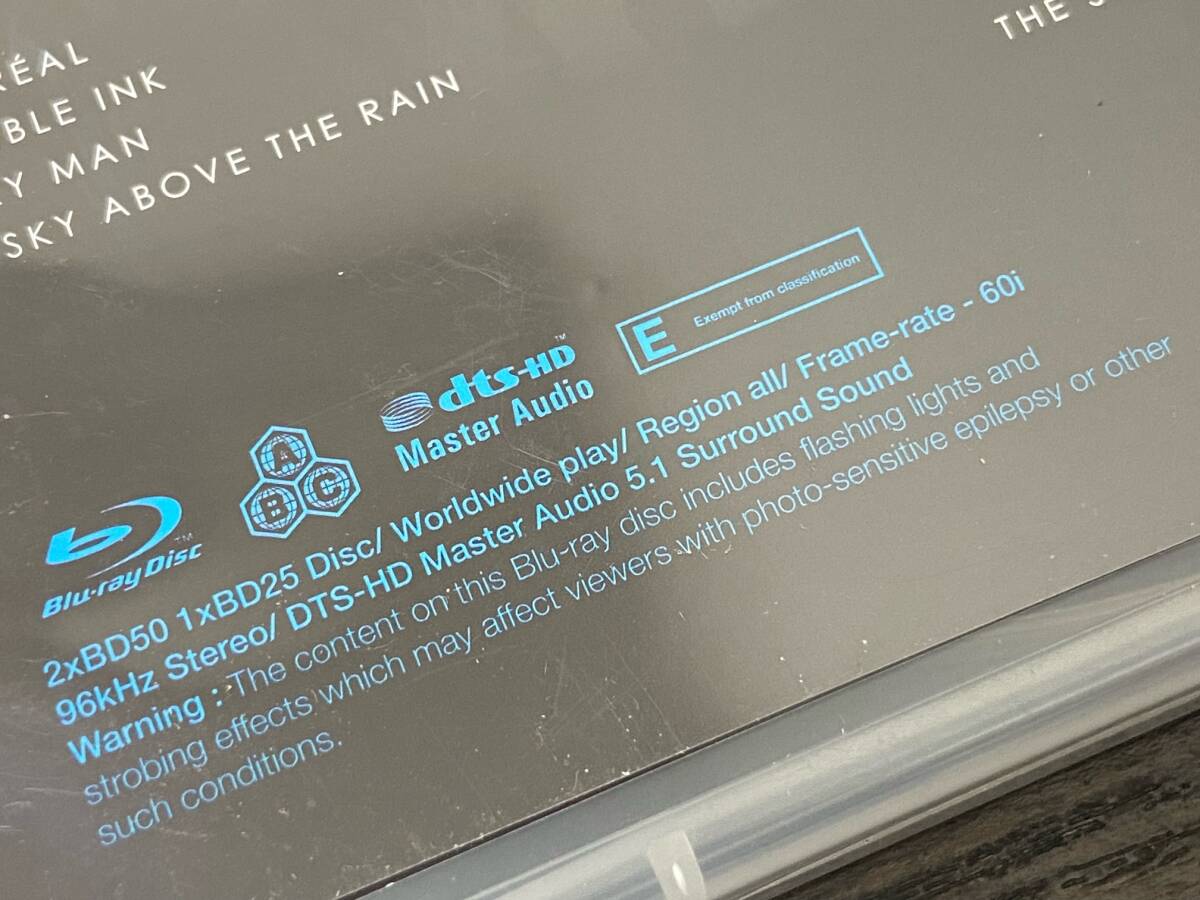 RÉAL
BLE INK
Y MAN
SKY ABOVE THE RAIN
THE
E Exempt from classification
dts-HD™
Master Audio
A
B C
Blu-ray Disc™
2xBD50 1xBD25 Disc/ Worldwide play/ Region all/ Frame-rate - 60i
96kHz Stereo/ DTS-HD Master Audio 5.1 Surround Sound
Warning : The content on this Blu-ray disc includes flashing lights and
strobing effects which may affect viewers with photo-sensitive epilepsy or other
such conditions.